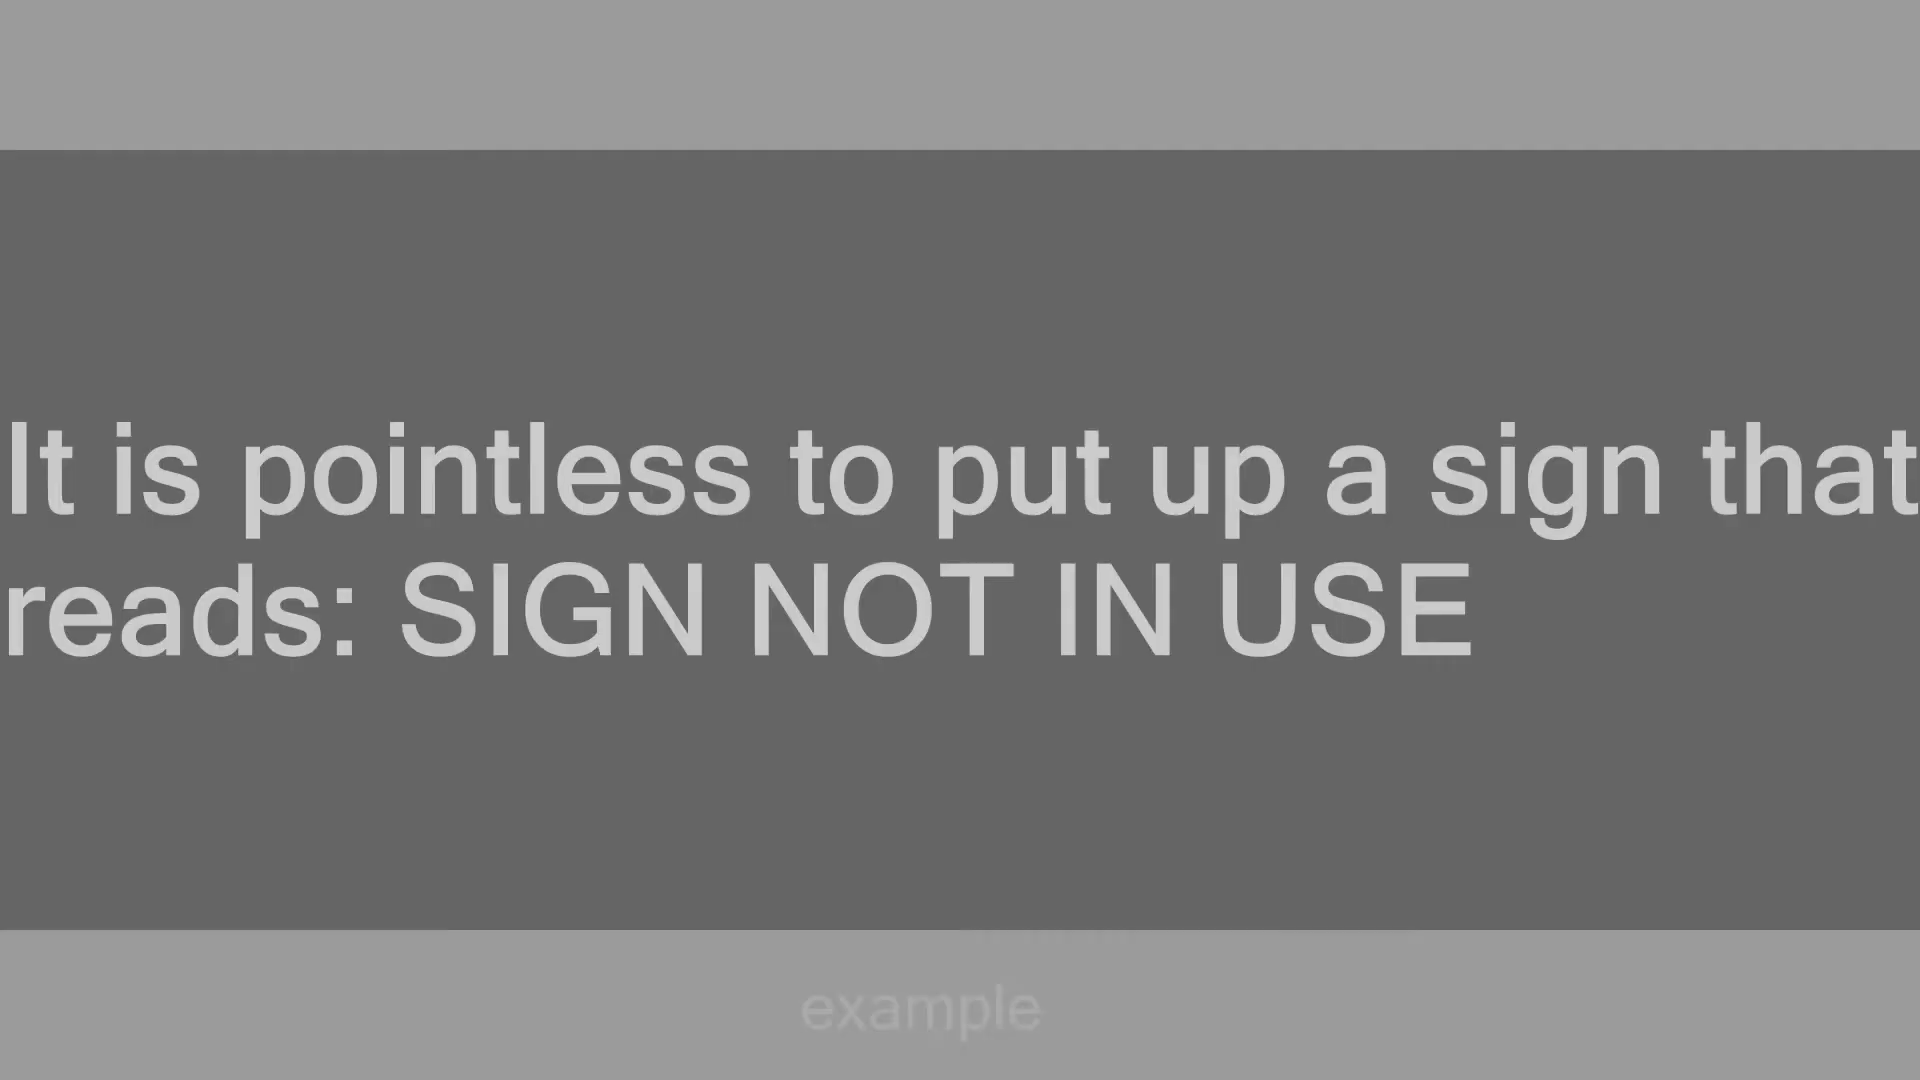 It is pointless to put up a sign that
reads: SIGN NOT IN USE
example